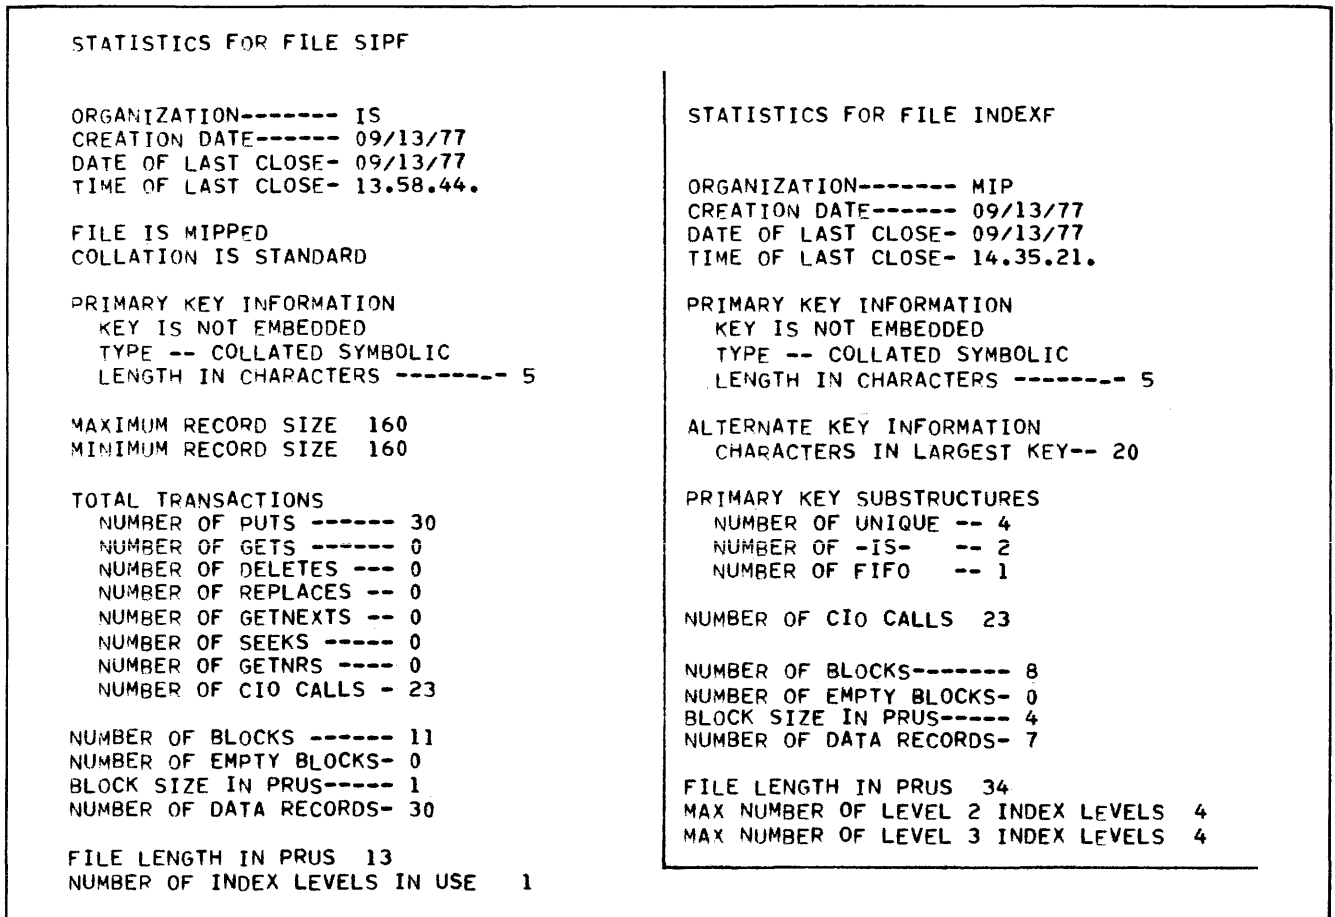 STATISTICS FOR FILE SIPF
ORGANIZATION------- IS
CREATION DATE------ 09/13/77
DATE OF LAST CLOSE- 09/13/77
TIME OF LAST CLOSE- 13.58.44.
FILE IS MIPPED
COLLATION IS STANDARD
PRIMARY KEY INFORMATION
KEY IS NOT EMBEDDED
TYPE -- COLLATED SYMBOLIC
LENGTH IN CHARACTERS -------- 5
MAXIMUM RECORD SIZE 160
MINIMUM RECORD SIZE 160
TOTAL TRANSACTIONS
NUMBER OF PUTS ------ 30
NUMBER OF GETS ------ 0
NUMBER OF DELETES --- 0
NUMBER OF REPLACES -- 0
NUMBER OF GETNEXTS -- 0
NUMBER OF SEEKS ----- 0
NUMBER OF GETNRS ---- 0
NUMBER OF CIO CALLS - 23
NUMBER OF BLOCKS ------ 11
NUMBER OF EMPTY BLOCKS- 0
BLOCK SIZE IN PRUS----- 1
NUMBER OF DATA RECORDS- 30
FILE LENGTH IN PRUS 13
NUMBER OF INDEX LEVELS IN USE 1
STATISTICS FOR FILE INDEXF
ORGANIZATION------- MIP
CREATION DATE------ 09/13/77
DATE OF LAST CLOSE- 09/13/77
TIME OF LAST CLOSE- 14.35.21.
PRIMARY KEY INFORMATION
KEY IS NOT EMBEDDED
TYPE -- COLLATED SYMBOLIC
LENGTH IN CHARACTERS -------- 5
ALTERNATE KEY INFORMATION
CHARACTERS IN LARGEST KEY-- 20
PRIMARY KEY SUBSTRUCTURES
NUMBER OF UNIQUE -- 4
NUMBER OF -IS- -- 2
NUMBER OF FIFO -- 1
NUMBER OF CIO CALLS 23
NUMBER OF BLOCKS------- 8
NUMBER OF EMPTY BLOCKS- 0
BLOCK SIZE IN PRUS----- 4
NUMBER OF DATA RECORDS- 7
FILE LENGTH IN PRUS 34
MAX NUMBER OF LEVEL 2 INDEX LEVELS 4
MAX NUMBER OF LEVEL 3 INDEX LEVELS 4